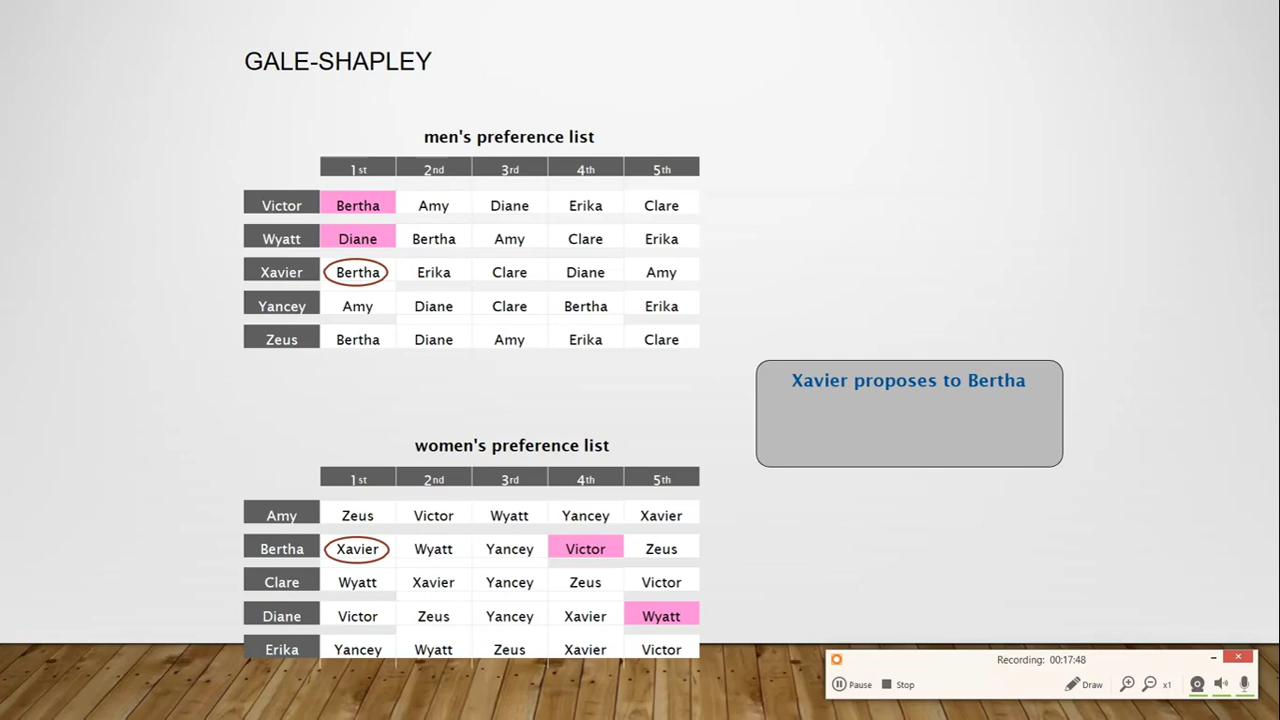 GALE-SHAPLEY
men's preference list
1st 2nd 3rd 4th 5th
Victor Bertha Amy Diane Erika Clare
Wyatt Diane Bertha Amy Clare Erika
Xavier Bertha Erika Clare Diane Amy
Yancey Amy Diane Clare Bertha Erika
Zeus Bertha Diane Amy Erika Clare
Xavier proposes to Bertha
women's preference list
1st 2nd 3rd 4th 5th
Amy Zeus Victor Wyatt Yancey Xavier
Bertha Xavier Wyatt Yancey Victor Zeus
Clare Wyatt Xavier Yancey Zeus Victor
Diane Victor Zeus Yancey Xavier Wyatt
Erika Yancey Wyatt Zeus Xavier Victor
Recording: 00:17:48
Pause Stop Draw x1